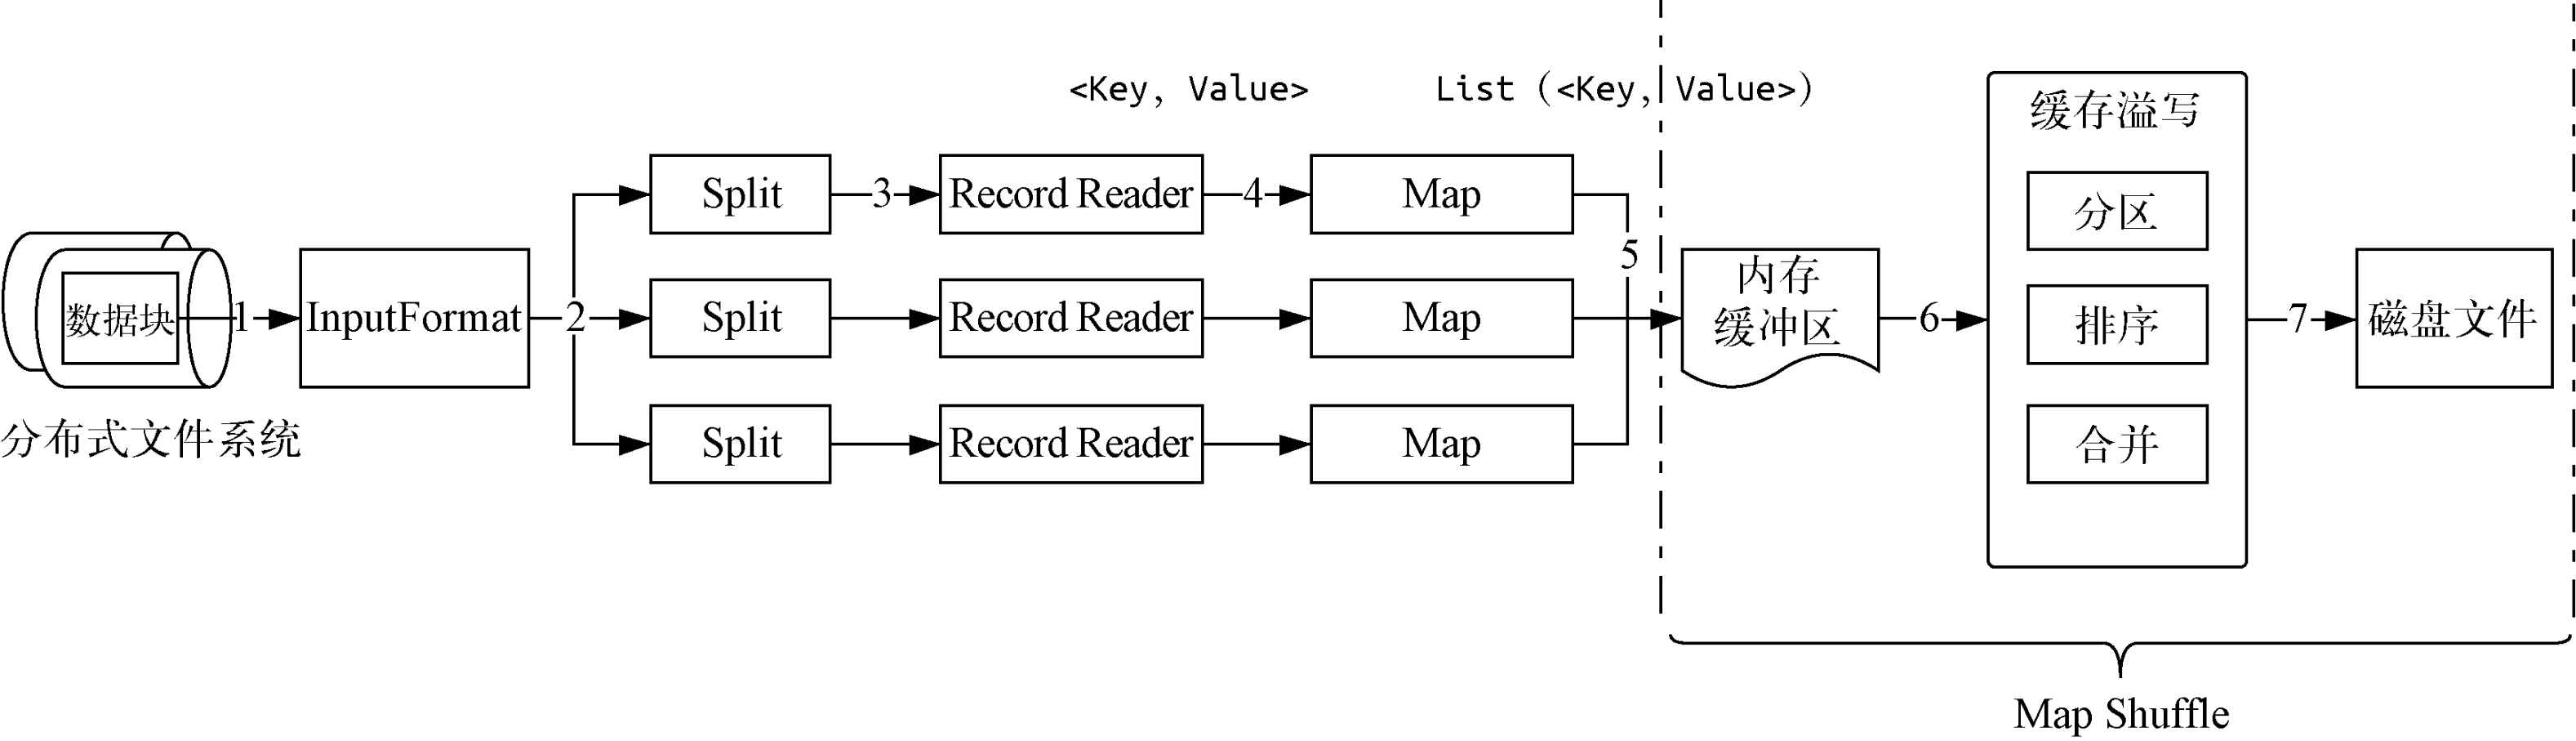 <Key, Value>
List（<Key, Value>）
缓存溢写
Split
3
Record Reader
4
Map
分区
5
数据块
1
InputFormat
2
Split
Record Reader
Map
内存
缓冲区
6
排序
7
磁盘文件
分布式文件系统
Split
Record Reader
Map
合并
Map Shuffle